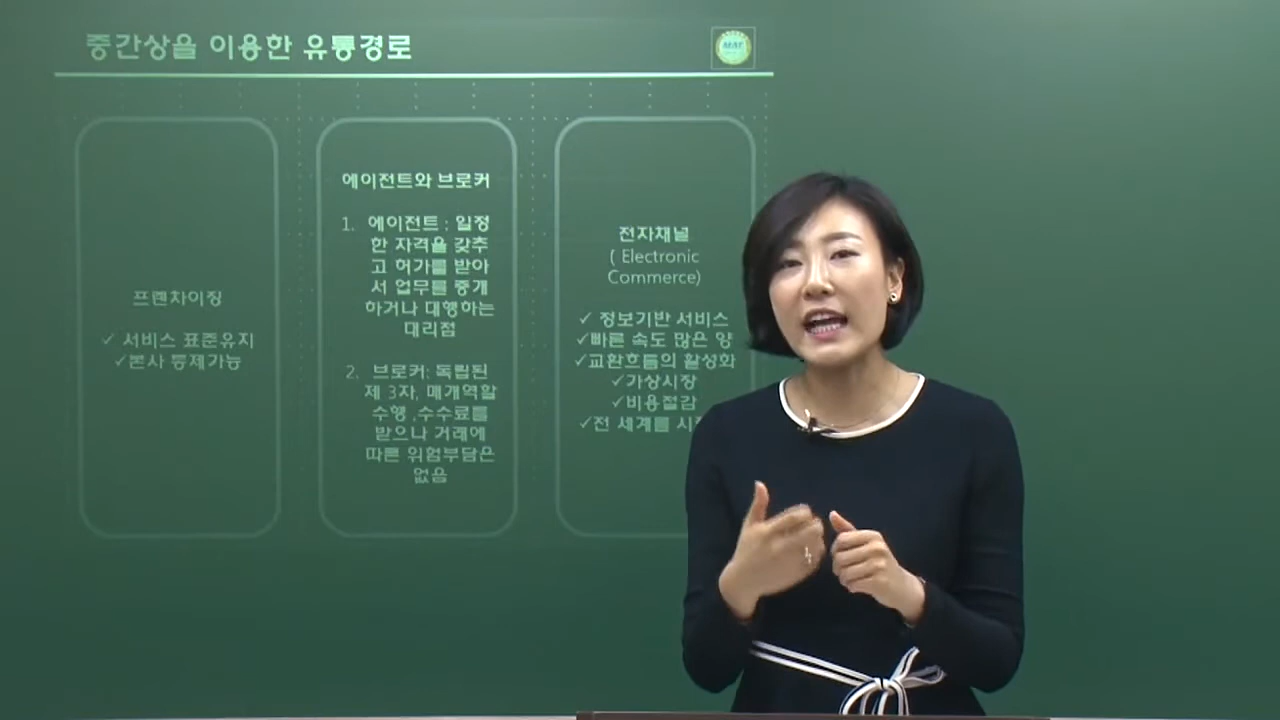 중간상을 이용한 유통경로
프랜차이징
✓ 서비스 표준유지
✓본사 통제가능
에이전트와 브로커
1. 에이전트 : 일정
한 자격을 갖추
고 허가를 받아
서 업무를 중개
하거나 대행하는
대리점
2. 브로커: 독립된
제 3자, 매개역할
수행 ,수수료를
받으나 거래에
따른 위험부담은
없음
전자채널
( Electronic
Commerce)
✓ 정보기반 서비스
✓빠른 속도 많은 양
✓교환흐름의 활성화
✓가상시장
✓비용절감
✓전 세계를